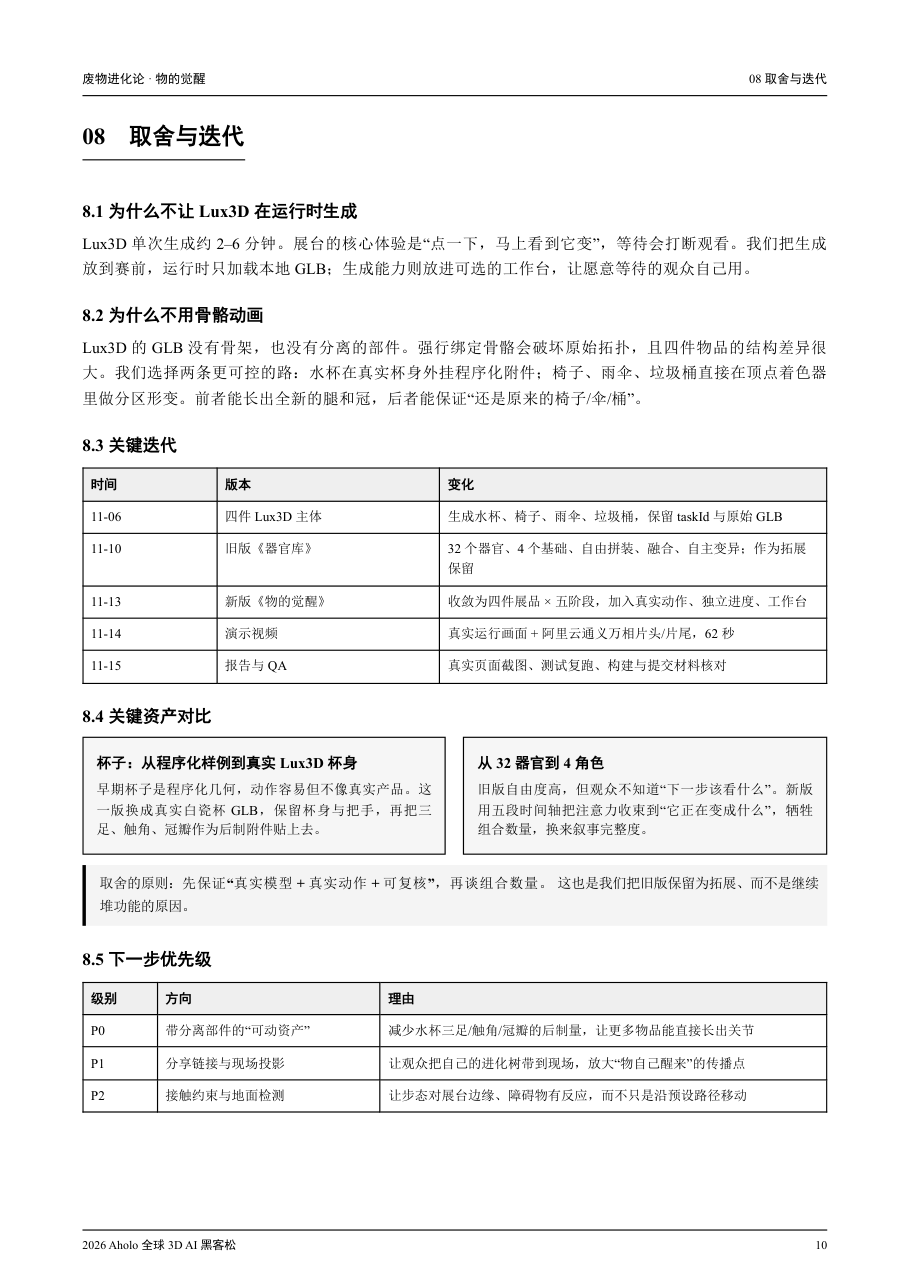 废物进化论 · 物的觉醒
08 取舍与迭代
08 取舍与迭代
8.1 为什么不让 Lux3D 在运行时生成
Lux3D 单次生成约 2–6 分钟。展台的核心体验是“点一下，马上看到它变”，等待会打断观看。我们把生成
放到赛前，运行时只加载本地 GLB；生成能力则放进可选的工作台，让愿意等待的观众自己用。
8.2 为什么不用骨骼动画
Lux3D 的 GLB 没有骨架，也没有分离的部件。强行绑定骨骼会破坏原始拓扑，且四件物品的结构差异很
大。我们选择两条更可控的路：水杯在真实杯身外挂程序化附件；椅子、雨伞、垃圾桶直接在顶点着色器
里做分区形变。前者能长出全新的腿和冠，后者能保证“还是原来的椅子/伞/桶”。
8.3 关键迭代
时间 版本 变化
11-06 四件 Lux3D 主体 生成水杯、椅子、雨伞、垃圾桶，保留 taskId 与原始 GLB
11-10 旧版《器官库》 32 个器官、4 个基础、自由拼装、融合、自主变异；作为拓展
保留
11-13 新版《物的觉醒》 收敛为四件展品 × 五阶段，加入真实动作、独立进度、工作台
11-14 演示视频 真实运行画面 + 阿里云通义万相片头/片尾，62 秒
11-15 报告与 QA 真实页面截图、测试复跑、构建与提交材料核对
8.4 关键资产对比
杯子：从程序化样例到真实 Lux3D 杯身
早期杯子是程序化几何，动作容易但不像真实产品。这
一版换成真实白瓷杯 GLB，保留杯身与把手，再把三
足、触角、冠瓣作为后制附件贴上去。
从 32 器官到 4 角色
旧版自由度高，但观众不知道“下一步该看什么”。新版
用五段时间轴把注意力收束到“它正在变成什么”，牺牲
组合数量，换来叙事完整度。
取舍的原则：先保证“真实模型 + 真实动作 + 可复核”，再谈组合数量。 这也是我们把旧版保留为拓展、而不是继续
堆功能的原因。
8.5 下一步优先级
级别 方向 理由
P0 带分离部件的“可动资产” 减少水杯三足/触角/冠瓣的后制量，让更多物品能直接长出关节
P1 分享链接与现场投影 让观众把自己的进化树带到现场，放大“物自己醒来”的传播点
P2 接触约束与地面检测 让步态对展台边缘、障碍物有反应，而不只是沿预设路径移动
2026 Aholo 全球 3D AI 黑客松
10